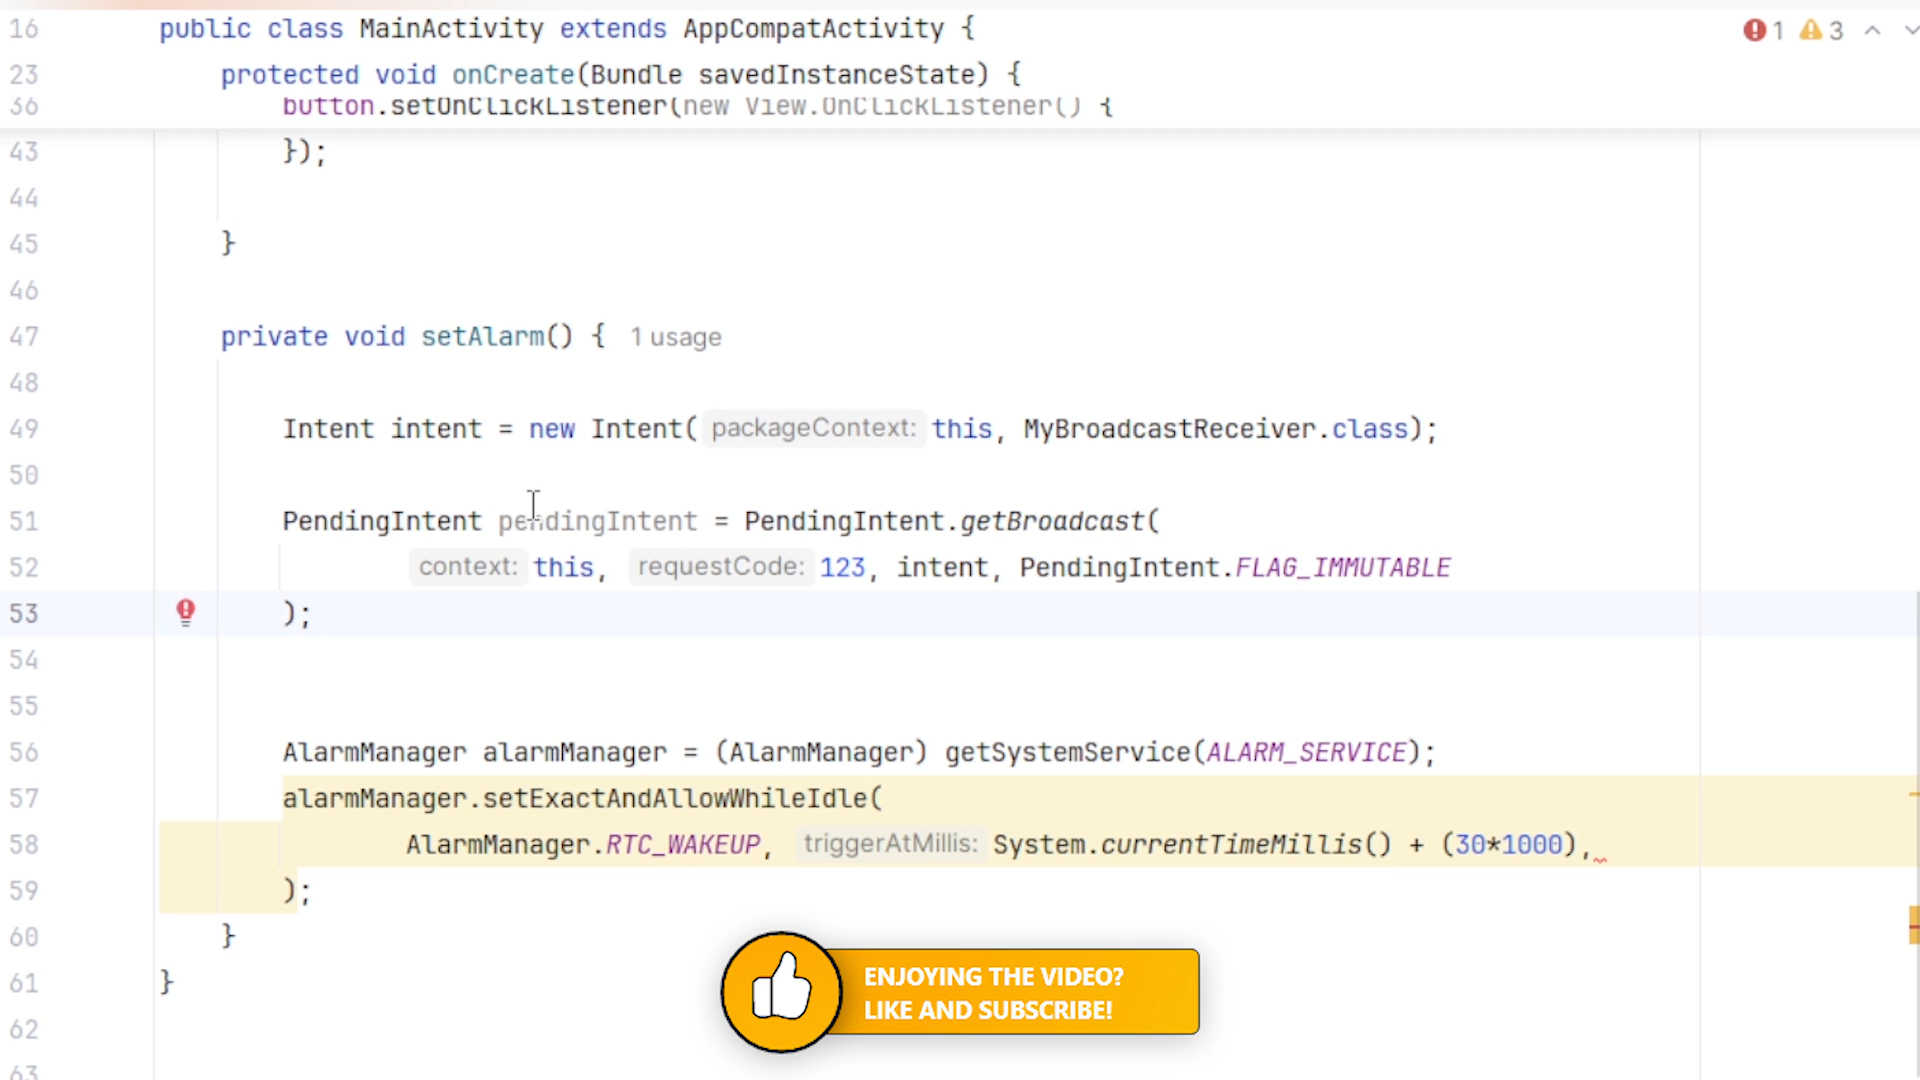 16 public class MainActivity extends AppCompatActivity { 1 3
23 protected void onCreate(Bundle savedInstanceState) {
36 button.setOnClickListener(new View.OnClickListener() {
43 });
44
45 }
46
47 private void setAlarm() { 1 usage
48
49 Intent intent = new Intent( packageContext: this, MyBroadcastReceiver.class);
50
51 PendingIntent pendingIntent = PendingIntent.getBroadcast(
52 context: this, requestCode: 123, intent, PendingIntent.FLAG_IMMUTABLE
53 );
54
55
56 AlarmManager alarmManager = (AlarmManager) getSystemService(ALARM_SERVICE);
57 alarmManager.setExactAndAllowWhileIdle(
58 AlarmManager.RTC_WAKEUP, triggerAtMillis: System.currentTimeMillis() + (30*1000),
59 );
60 }
61 }
62
63
ENJOYING THE VIDEO?
LIKE AND SUBSCRIBE!